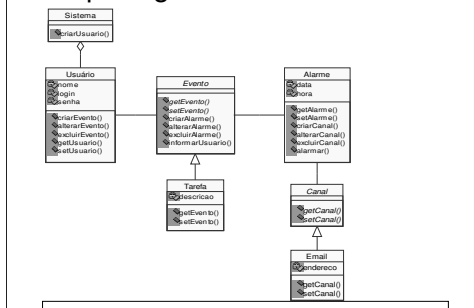 Sistema
criarUsuario()
Usuário
nome
login
senha
criarEvento()
alterarEvento()
excluirEvento()
getUsuario()
setUsuario()
Evento
getEvento()
setEvento()
criarAlarme()
alterarAlarme()
excluirAlarme()
informarUsuario()
Alarme
data
hora
getAlarme()
setAlarme()
criarCanal()
alterarCanal()
excluirCanal()
alarmar()
Tarefa
descricao
getEvento()
setEvento()
Canal
getCanal()
setCanal()
Email
endereco
getCanal()
setCanal()